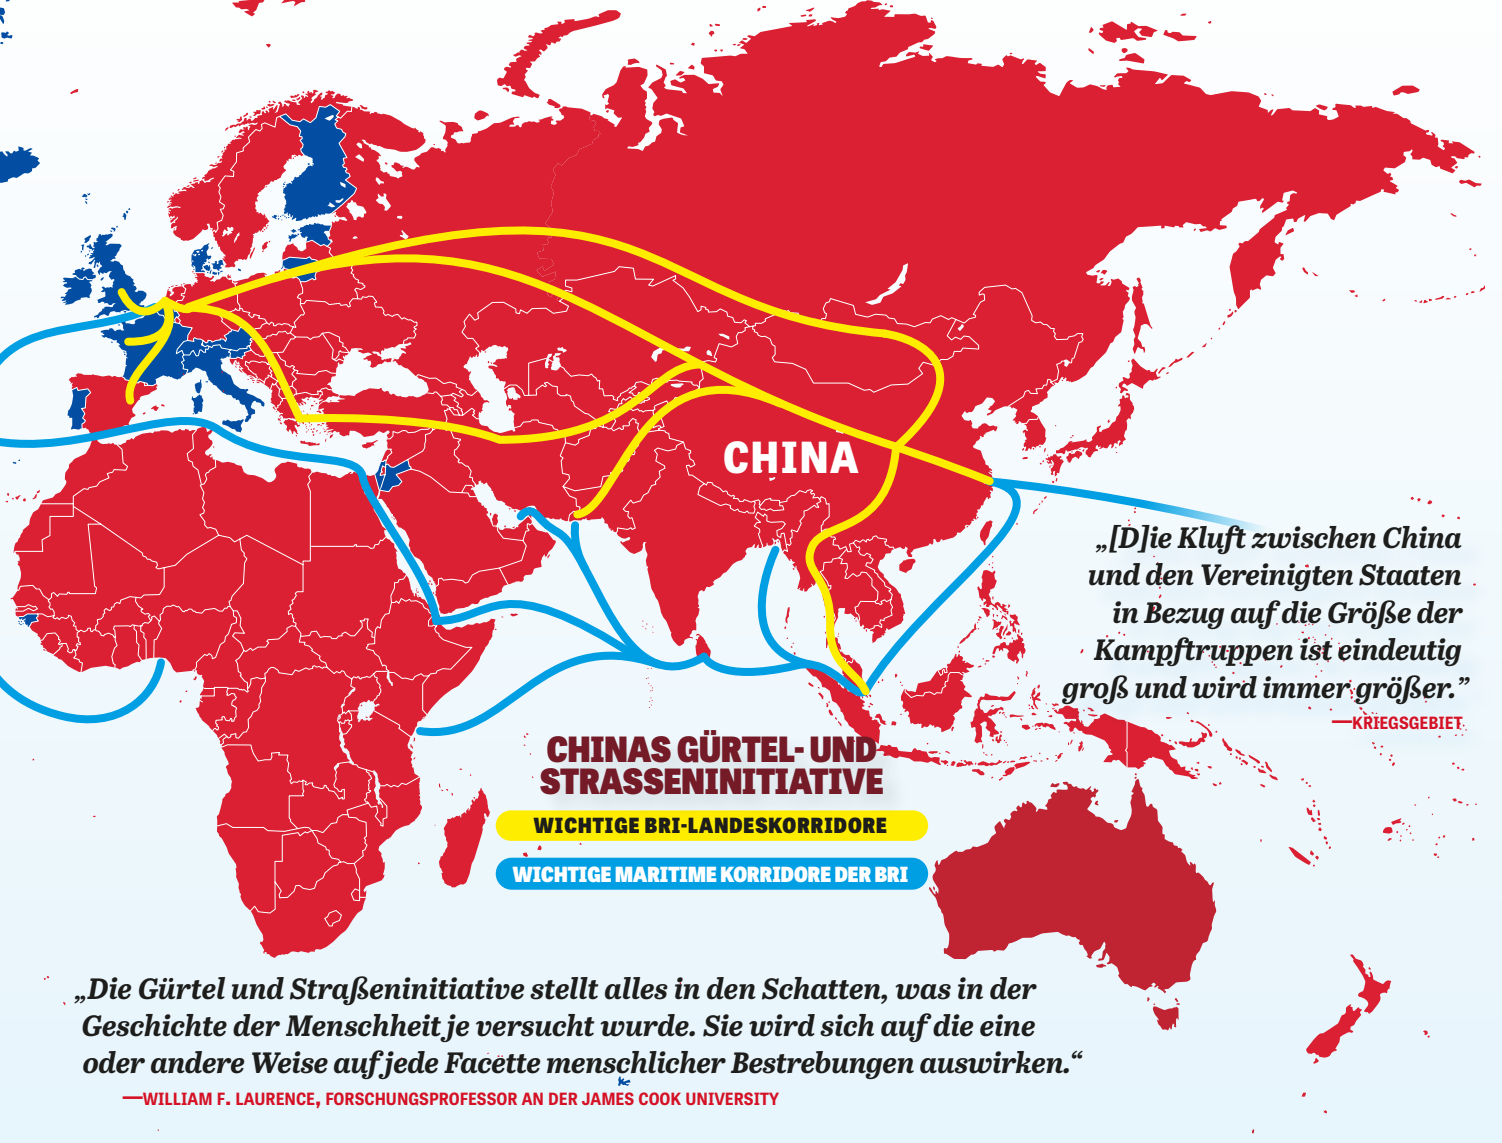 CHINA
„[D]ie Kluft zwischen China
und den Vereinigten Staaten
in Bezug auf die Größe der
Kampftruppen ist eindeutig
groß und wird immer größer.”
—KRIEGSGEBIET
CHINAS GÜRTEL- UND
STRASSENINITIATIVE
WICHTIGE BRI-LANDESKORRIDORE
WICHTIGE MARITIME KORRIDORE DER BRI
„Die Gürtel und Straßeninitiative stellt alles in den Schatten, was in der
Geschichte der Menschheit je versucht wurde. Sie wird sich auf die eine
oder andere Weise auf jede Facette menschlicher Bestrebungen auswirken.“
—WILLIAM F. LAURENCE, FORSCHUNGSPROFESSOR AN DER JAMES COOK UNIVERSITY